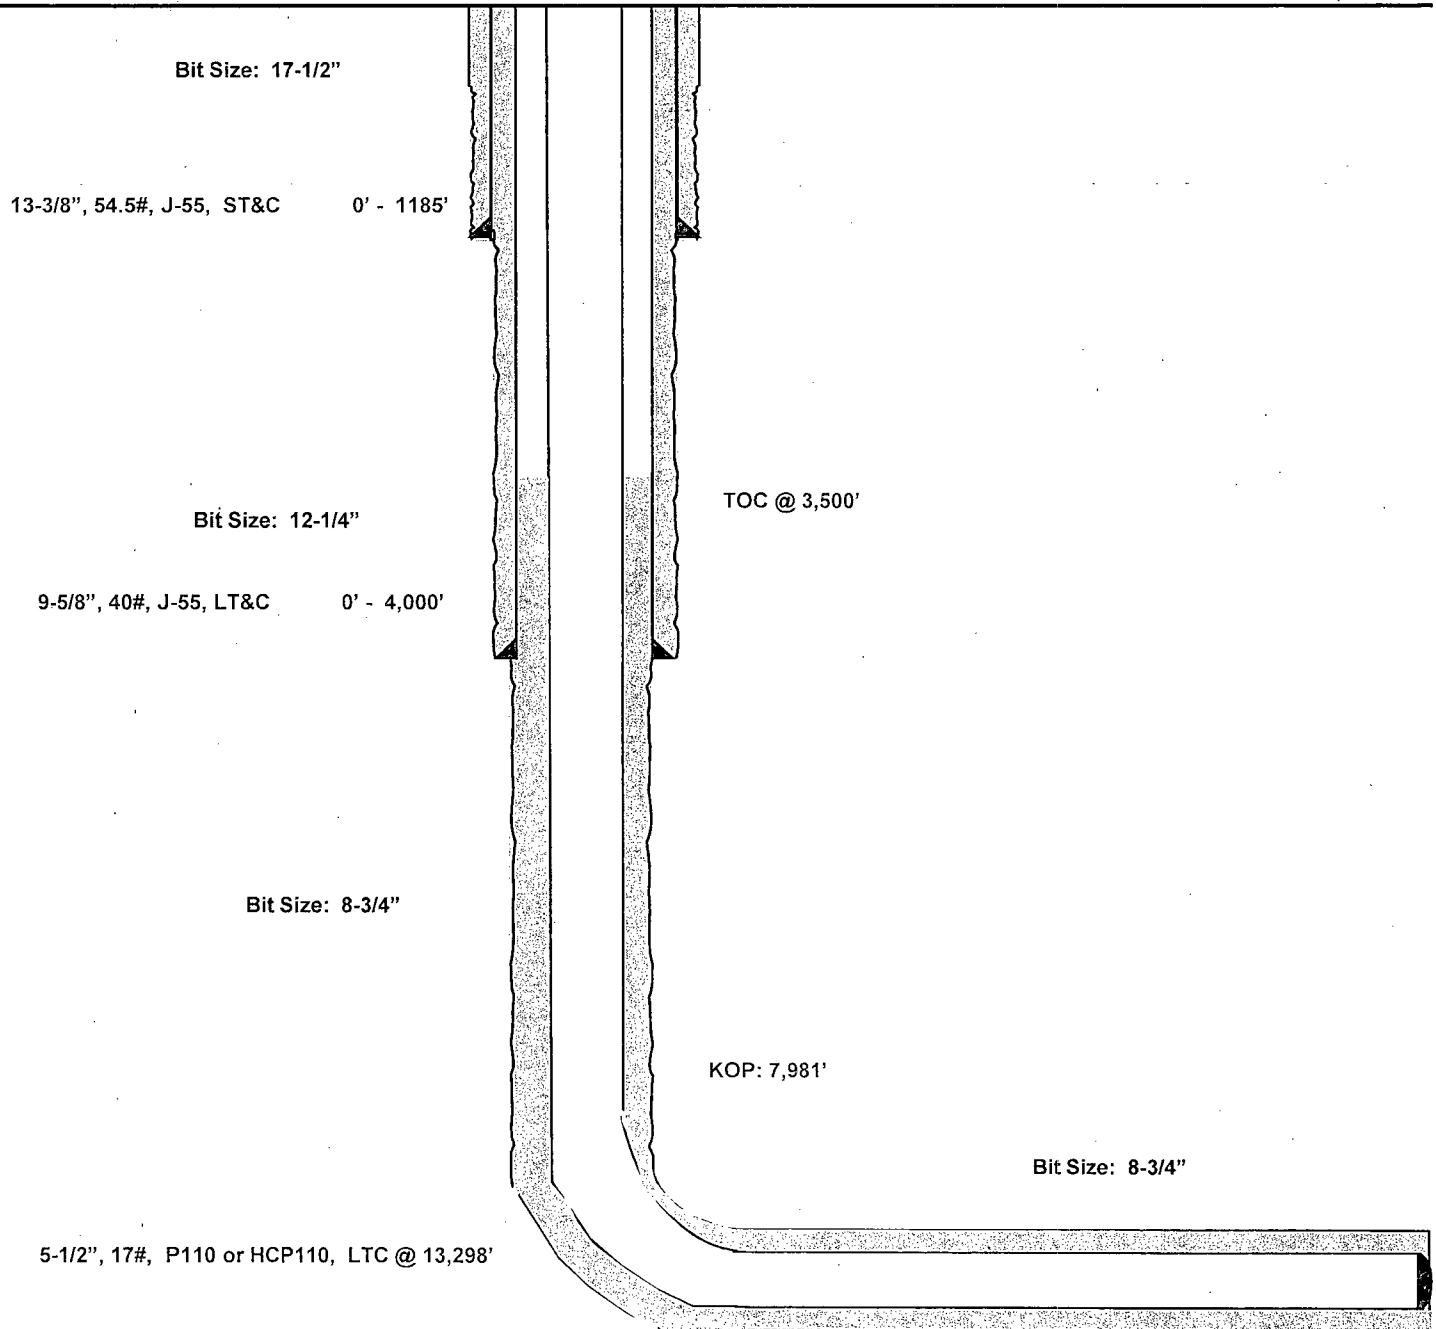 Bit Size: 17-1/2”
13-3/8”, 54.5#, J-55, ST&C 0’ - 1185’
TOC @ 3,500’
Bit Size: 12-1/4”
9-5/8”, 40#, J-55, LT&C 0’ - 4,000’
Bit Size: 8-3/4”
KOP: 7,981’
Bit Size: 8-3/4”
5-1/2”, 17#, P110 or HCP110, LTC @ 13,298’